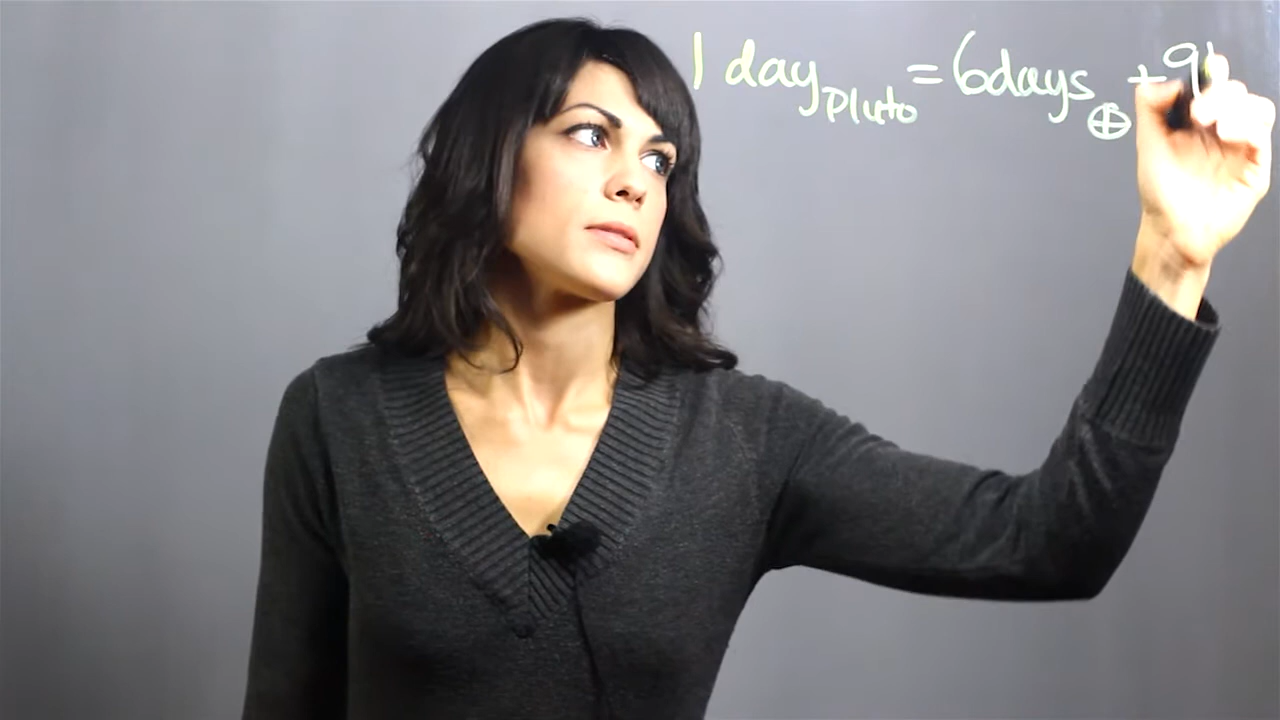 1 day Pluto = 6 days ⊕ + 9